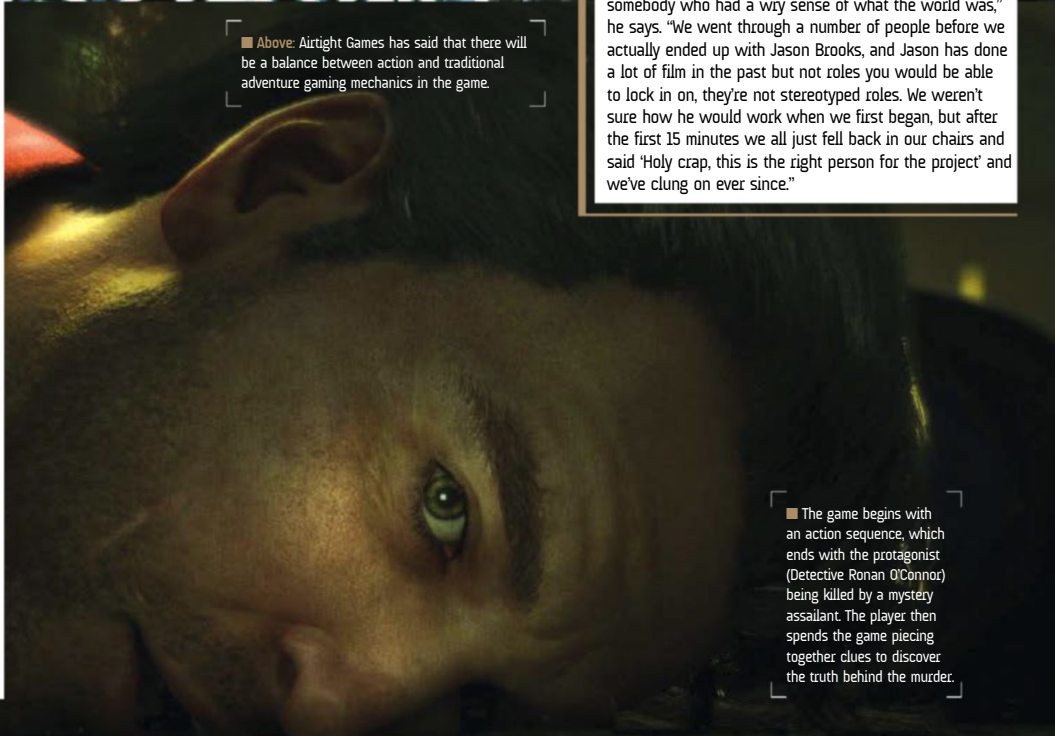 ■ Above: Airtight Games has said that there will
be a balance between action and traditional
adventure gaming mechanics in the game.
somebody who had a wry sense of what the world was,”
he says. “We went through a number of people before we
actually ended up with Jason Brooks, and Jason has done
a lot of film in the past but not roles you would be able
to lock in on, they’re not stereotyped roles. We weren’t
sure how he would work when we first began, but after
the first 15 minutes we all just fell back in our chairs and
said ‘Holy crap, this is the right person for the project’ and
we’ve clung on ever since.”
■ The game begins with
an action sequence, which
ends with the protagonist
(Detective Ronan O’Connor)
being killed by a mystery
assailant. The player then
spends the game piecing
together clues to discover
the truth behind the murder.